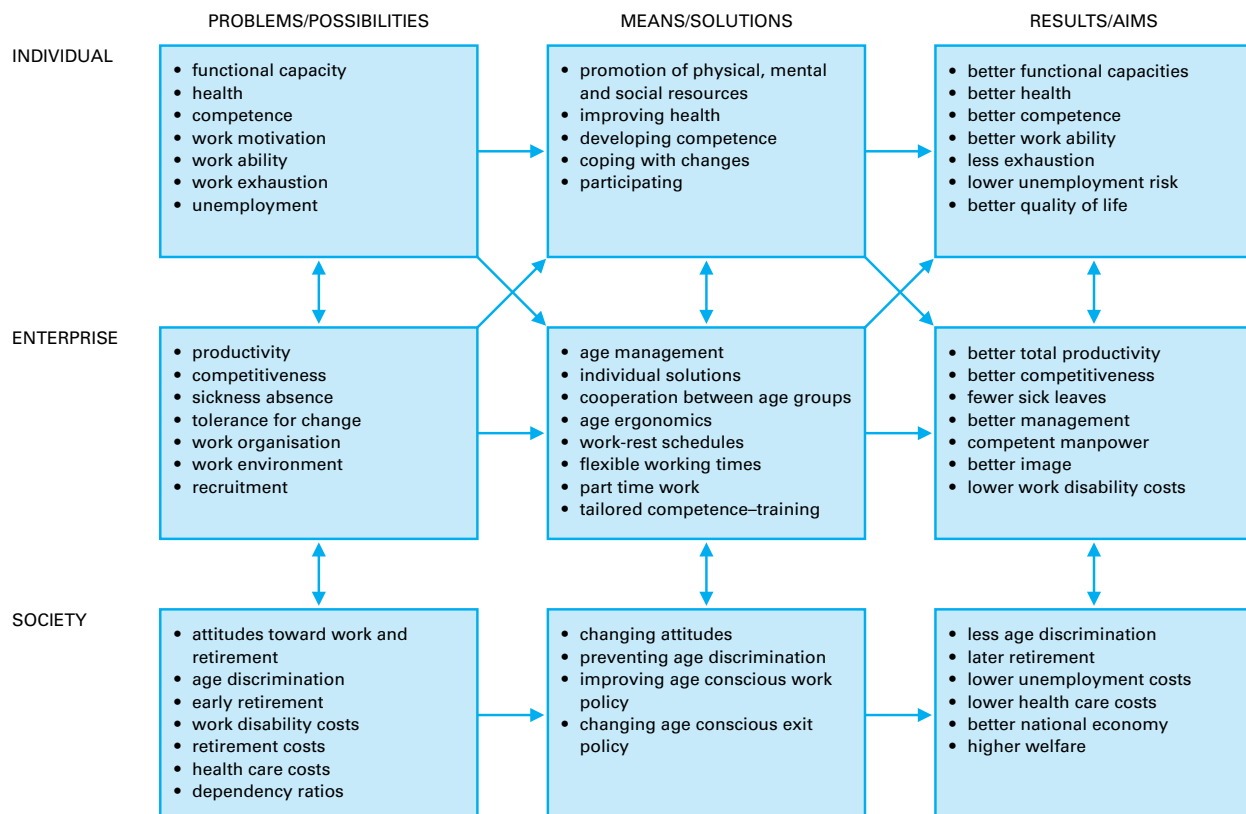 PROBLEMS/POSSIBILITIES
MEANS/SOLUTIONS
RESULTS/AIMS
INDIVIDUAL
• functional capacity
• health
• competence
• work motivation
• work ability
• work exhaustion
• unemployment
• promotion of physical, mental
and social resources
• improving health
• developing competence
• coping with changes
• participating
• better functional capacities
• better health
• better competence
• better work ability
• less exhaustion
• lower unemployment risk
• better quality of life
ENTERPRISE
• productivity
• competitiveness
• sickness absence
• tolerance for change
• work organisation
• work environment
• recruitment
• age management
• individual solutions
• cooperation between age groups
• age ergonomics
• work-rest schedules
• flexible working times
• part time work
• tailored competence–training
• better total productivity
• better competitiveness
• fewer sick leaves
• better management
• competent manpower
• better image
• lower work disability costs
SOCIETY
• attitudes toward work and
retirement
• age discrimination
• early retirement
• work disability costs
• retirement costs
• health care costs
• dependency ratios
• changing attitudes
• preventing age discrimination
• improving age conscious work
policy
• changing age conscious exit
policy
• less age discrimination
• later retirement
• lower unemployment costs
• lower health care costs
• better national economy
• higher welfare